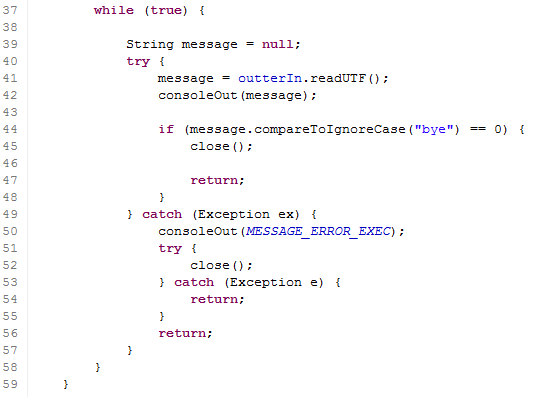 37         while (true) {
38
39             String message = null;
40             try {
41                 message = outterIn.readUTF();
42                 consoleOut(message);
43
44                 if (message.compareToIgnoreCase("bye") == 0) {
45                     close();
46
47                     return;
48                 }
49             } catch (Exception ex) {
50                 consoleOut(MESSAGE_ERROR_EXEC);
51                 try {
52                     close();
53                 } catch (Exception e) {
54                     return;
55                 }
56                 return;
57             }
58         }
59     }